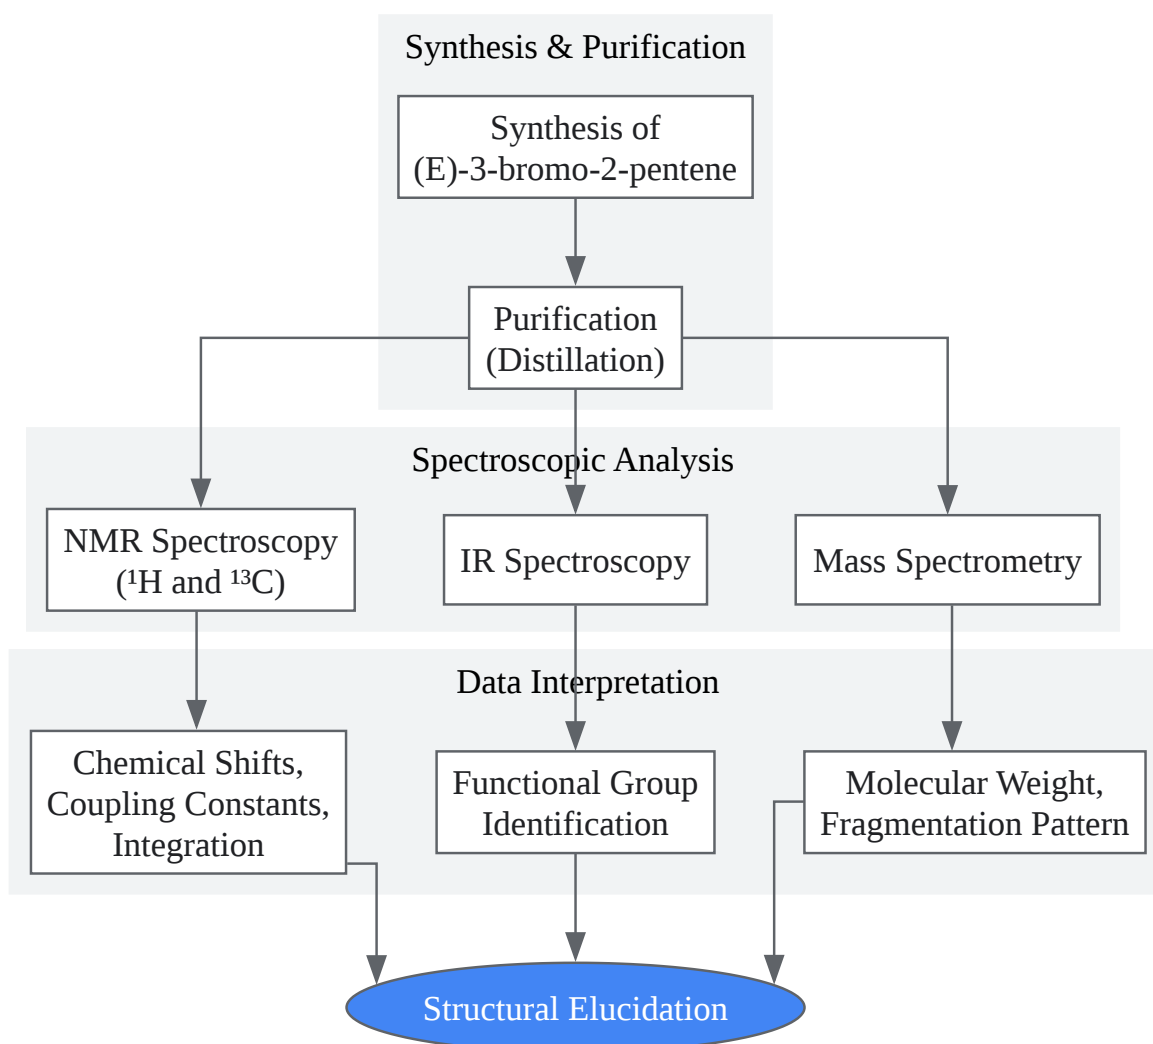 Synthesis & Purification
Synthesis of
(E)-3-bromo-2-pentene
Purification
(Distillation)
Spectroscopic Analysis
NMR Spectroscopy
(¹H and ¹³C)
IR Spectroscopy
Mass Spectrometry
Data Interpretation
Chemical Shifts,
Coupling Constants,
Integration
Functional Group
Identification
Molecular Weight,
Fragmentation Pattern
Structural Elucidation